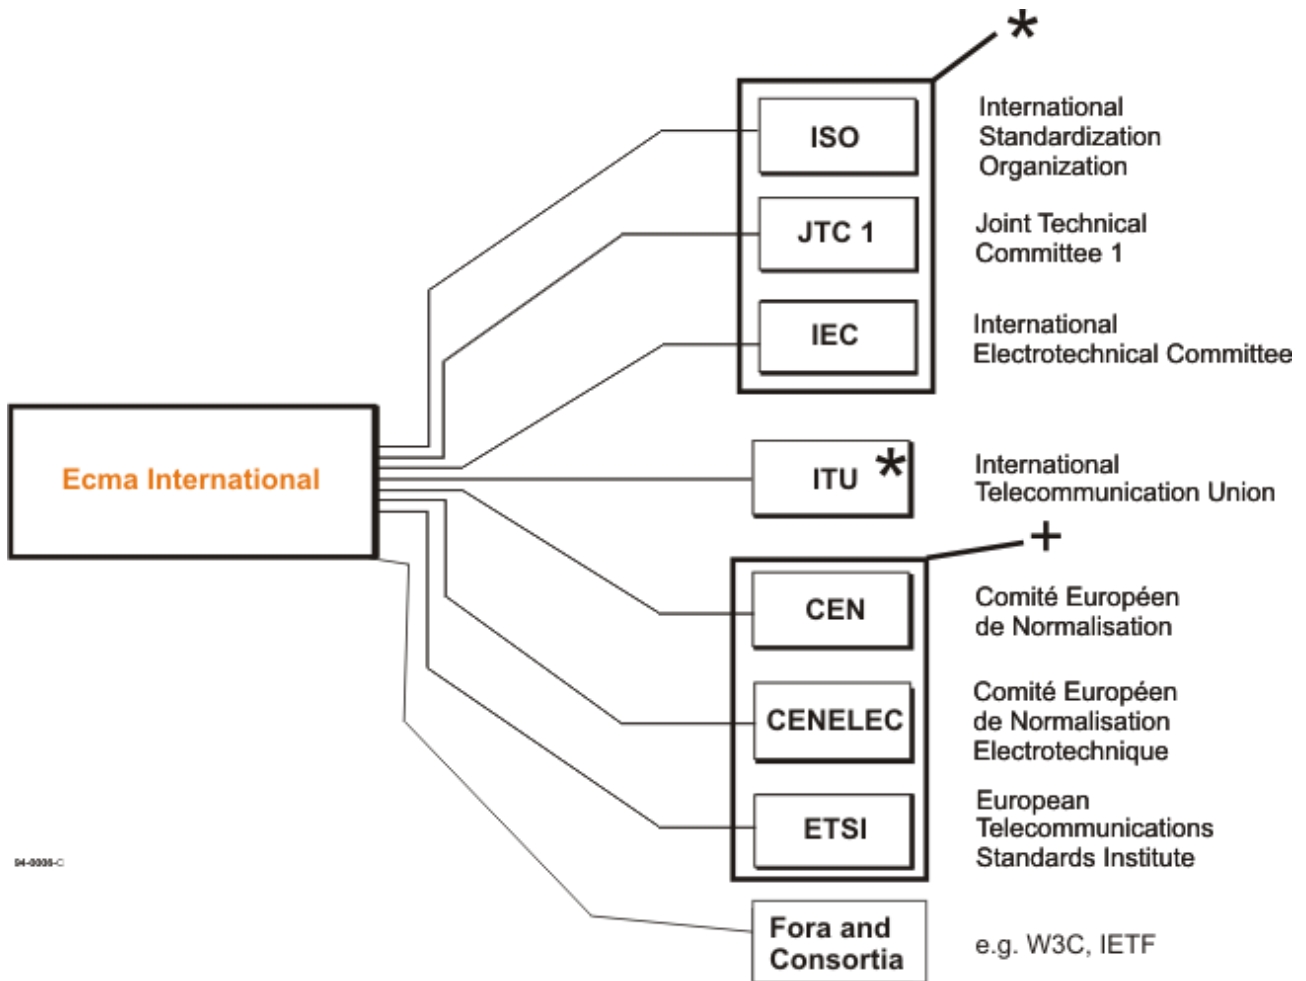 *
ISO
International
Standardization
Organization
JTC 1
Joint Technical
Committee 1
IEC
International
Electrotechnical Committee
Ecma International
ITU *
International
Telecommunication Union
+
CEN
Comité Européen
de Normalisation
CENELEC
Comité Européen
de Normalisation
Electrotechnique
ETSI
European
Telecommunications
Standards Institute
94-0006-C
Fora and
Consortia
e.g. W3C, IETF